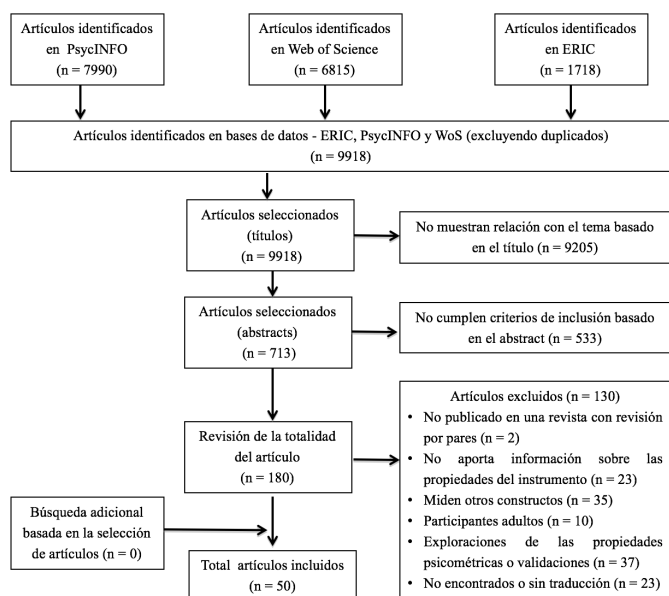 Artículos identificados
en PsycINFO
(n = 7990)
Artículos identificados
en Web of Science
(n = 6815)
Artículos identificados
en ERIC
(n = 1718)
Artículos identificados en bases de datos - ERIC, PsycINFO y WoS (excluyendo duplicados)
(n = 9918)
Artículos seleccionados
(títulos)
(n = 9918)
No muestran relación con el tema basado
en el título (n = 9205)
Artículos seleccionados
(abstracts)
(n = 713)
No cumplen criterios de inclusión basado
en el abstract (n = 533)
Revisión de la totalidad
del artículo
(n = 180)
Artículos excluidos (n = 130)
• No publicado en una revista con revisión
por pares (n = 2)
• No aporta información sobre las
propiedades del instrumento (n = 23)
• Miden otros constructos (n = 35)
• Participantes adultos (n = 10)
• Exploraciones de las propiedades
psicométricas o validaciones (n = 37)
• No encontrados o sin traducción (n = 23)
Búsqueda adicional
basada en la selección
de artículos (n = 0)
Total artículos incluidos
(n = 50)